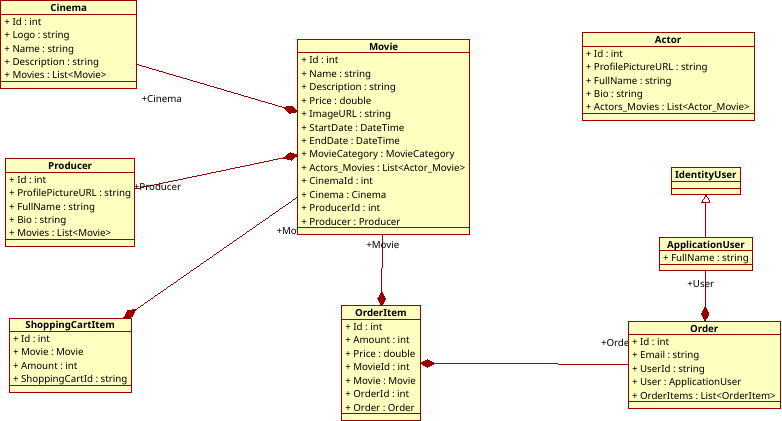 Cinema
+ Id : int
+ Logo : string
+ Name : string
+ Description : string
+ Movies : List<Movie>
+Cinema
Movie
+ Id : int
+ Name : string
+ Description : string
+ Price : double
+ ImageURL : string
+ StartDate : DateTime
+ EndDate : DateTime
+ MovieCategory : MovieCategory
+ Actors_Movies : List<Actor_Movie>
+ CinemaId : int
+ Cinema : Cinema
+ ProducerId : int
+ Producer : Producer
Actor
+ Id : int
+ ProfilePictureURL : string
+ FullName : string
+ Bio : string
+ Actors_Movies : List<Actor_Movie>
Producer
+ Id : int
+ ProfilePictureURL : string
+ FullName : string
+ Bio : string
+ Movies : List<Movie>
+Producer
IdentityUser
ApplicationUser
+ FullName : string
+Mo
+Movie
+User
ShoppingCartItem
+ Id : int
+ Movie : Movie
+ Amount : int
+ ShoppingCartId : string
OrderItem
+ Id : int
+ Amount : int
+ Price : double
+ MovieId : int
+ Movie : Movie
+ OrderId : int
+ Order : Order
+Orde
Order
+ Id : int
+ Email : string
+ UserId : string
+ User : ApplicationUser
+ OrderItems : List<OrderItem>